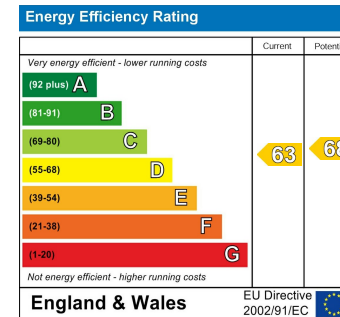 Energy Efficiency Rating
Current
Very energy efficient - lower running costs
(92 plus) A
(81-91) B
(69-80) C
(55-68) D
(39-54) E
(21-38) F
(1-20) G
63
Not energy efficient - higher running costs
England & Wales
EU Directive
2002/91/EC